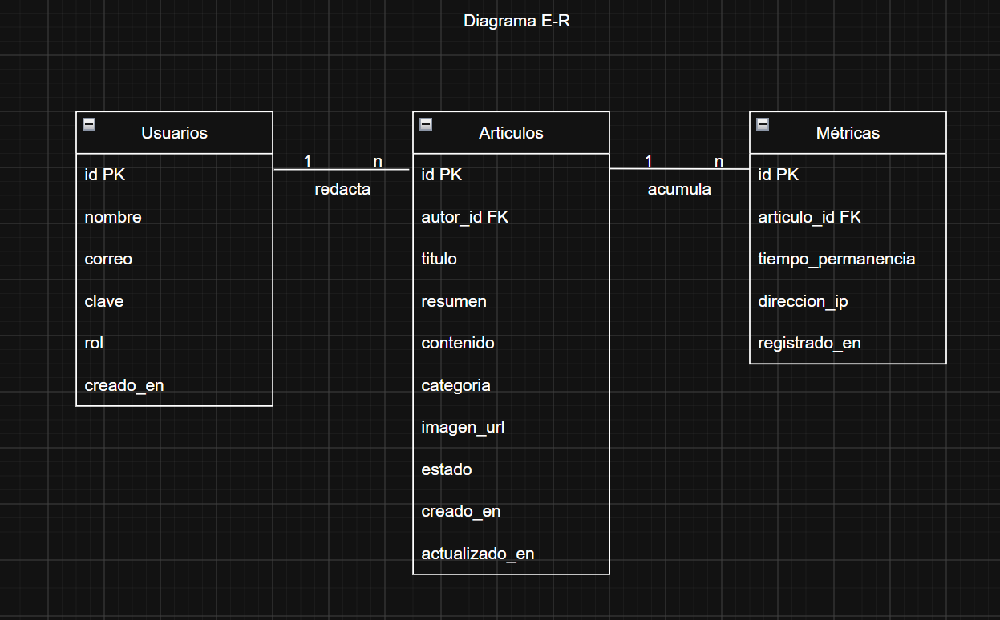 Diagrama E-R
Usuarios
id PK
nombre
correo
clave
rol
creado_en
1 n
redacta
Articulos
id PK
autor_id FK
titulo
resumen
contenido
categoria
imagen_url
estado
creado_en
actualizado_en
1 n
acumula
Métricas
id PK
articulo_id FK
tiempo_permanencia
direccion_ip
registrado_en